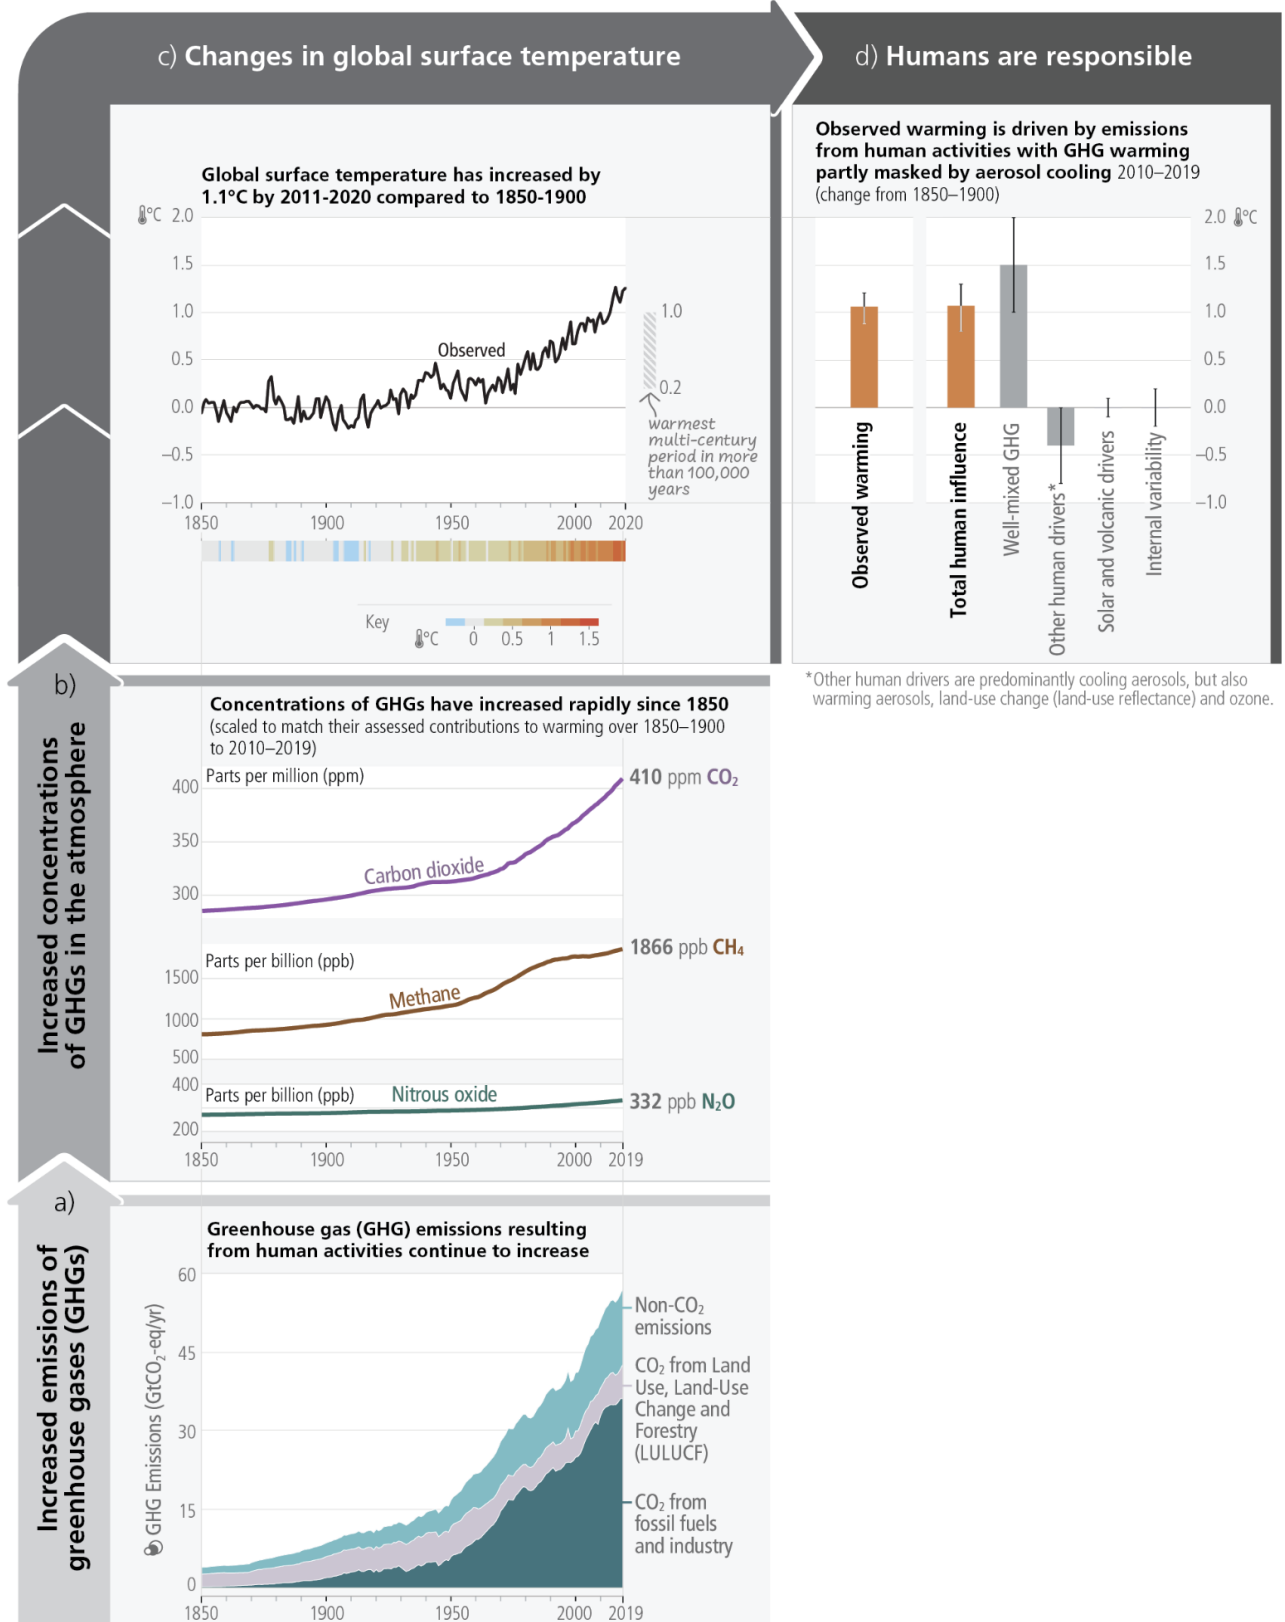 c) Changes in global surface temperature
Global surface temperature has increased by
1.1°C by 2011-2020 compared to 1850-1900
°C
2.0
1.5
1.0
0.5
0.0
–0.5
–1.0
Observed
1.0
0.2
warmest
multi-century
period in more
than 100,000
years
1850
1900
1950
2000
2020
Key
°C
0
0.5
1
1.5
d) Humans are responsible
Observed warming is driven by emissions
from human activities with GHG warming
partly masked by aerosol cooling 2010–2019
(change from 1850–1900)
2.0 °C
1.5
1.0
0.5
0.0
–0.5
–1.0
Observed warming
Total human influence
Well-mixed GHG
Other human drivers*
Solar and volcanic drivers
Internal variability
*Other human drivers are predominantly cooling aerosols, but also
warming aerosols, land-use change (land-use reflectance) and ozone.
b)
Increased concentrations
of GHGs in the atmosphere
Concentrations of GHGs have increased rapidly since 1850
(scaled to match their assessed contributions to warming over 1850–1900
to 2010–2019)
Parts per million (ppm)
400
350
300
Carbon dioxide
410 ppm CO₂
Parts per billion (ppb)
1500
1000
500
Methane
1866 ppb CH₄
Parts per billion (ppb)
400
200
Nitrous oxide
332 ppb N₂O
1850
1900
1950
2000
2019
a)
Increased emissions of
greenhouse gases (GHGs)
Greenhouse gas (GHG) emissions resulting
from human activities continue to increase
GHG Emissions (GtCO₂-eq/yr)
60
45
30
15
0
Non-CO₂
emissions
CO₂ from Land
Use, Land-Use
Change and
Forestry
(LULUCF)
CO₂ from
fossil fuels
and industry
1850
1900
1950
2000
2019